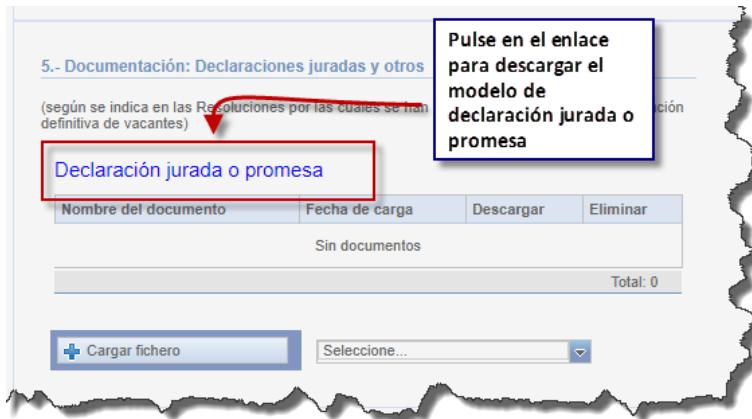 Pulse en el enlace
para descargar el
modelo de
declaración jurada o
promesa
5.- Documentación: Declaraciones juradas y otros
(según se indica en las Resoluciones por las cuales se han
definitiva de vacantes)
Declaración jurada o promesa
Nombre del documento Fecha de carga Descargar Eliminar
Sin documentos
Total: 0
Cargar fichero Seleccione...